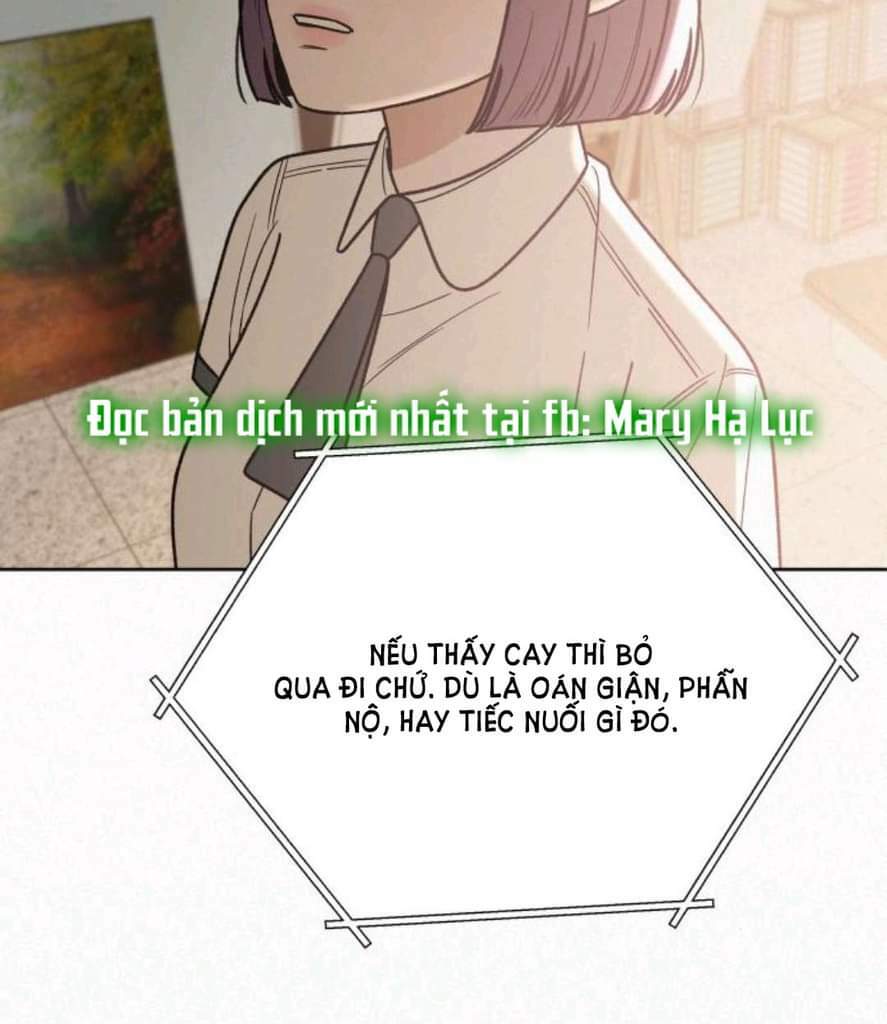 Đọc bản dịch mới nhất tại fb: Mary Hạ Lục
NẾU THẤY CAY THÌ BỎ
QUA ĐI CHỨ. DÙ LÀ OÁN GIẬN, PHẪN
NỘ, HAY TIẾC NUỐI GÌ ĐÓ.